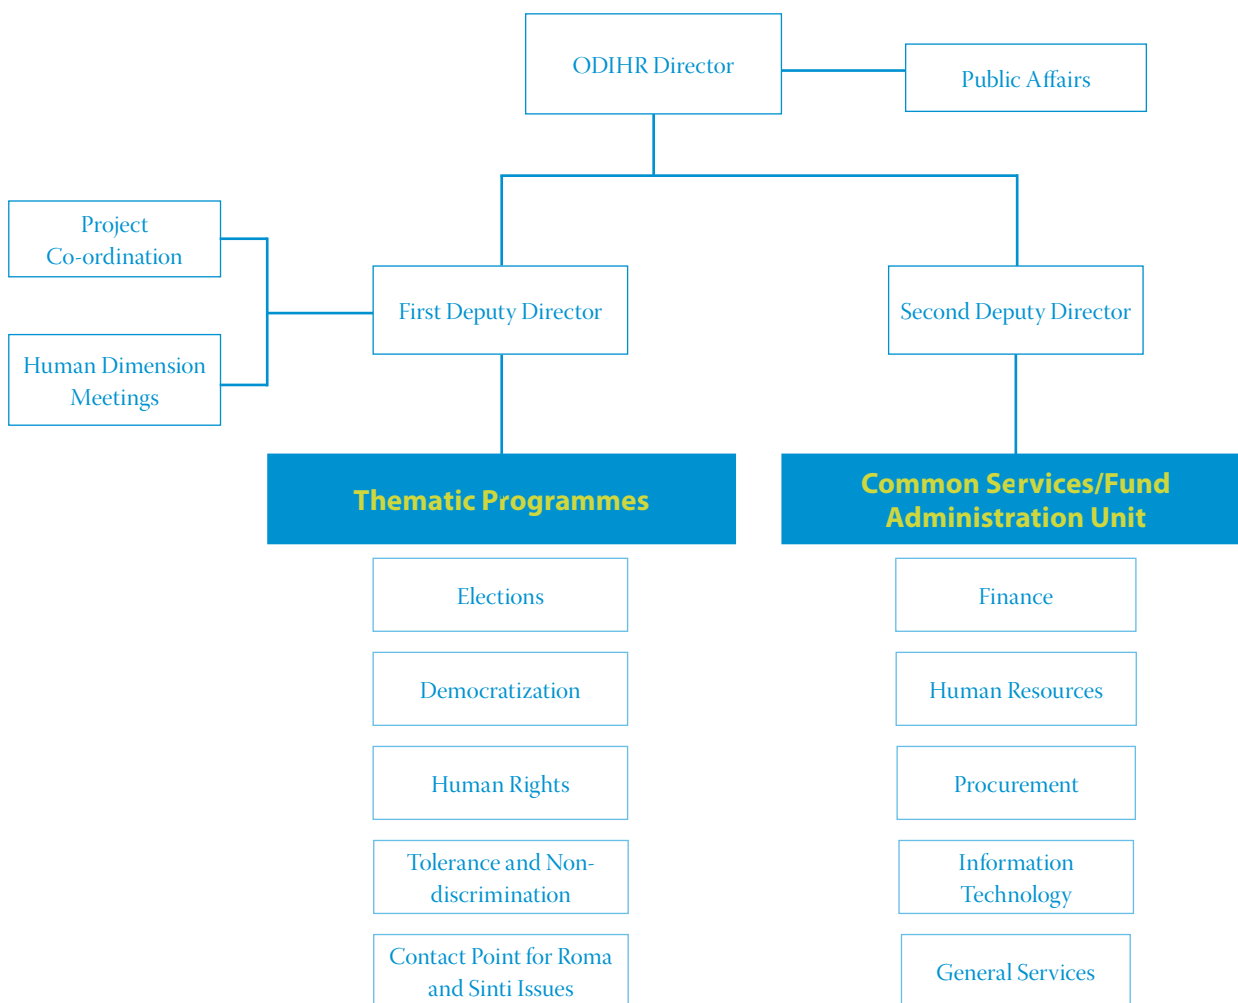 ODIHR Director
Public Affairs
Project
Co-ordination
First Deputy Director
Second Deputy Director
Human Dimension
Meetings
Thematic Programmes
Common Services/Fund
Administration Unit
Elections
Democratization
Human Rights
Tolerance and Non-
discrimination
Contact Point for Roma
and Sinti Issues
Finance
Human Resources
Procurement
Information
Technology
General Services